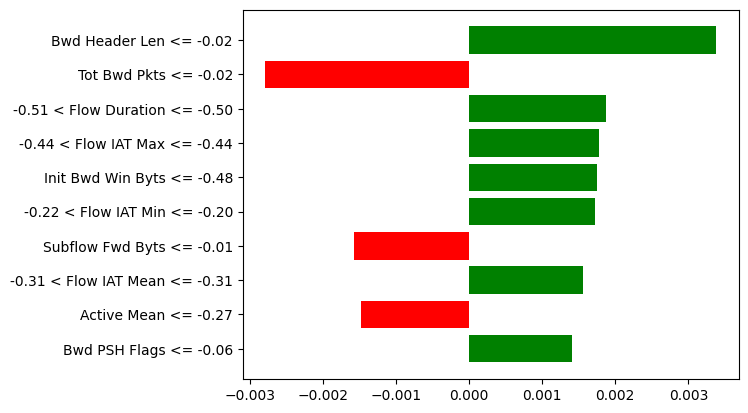 Bwd Header Len <= -0.02
Tot Bwd Pkts <= -0.02
-0.51 < Flow Duration <= -0.50
-0.44 < Flow IAT Max <= -0.44
Init Bwd Win Byts <= -0.48
-0.22 < Flow IAT Min <= -0.20
Subflow Fwd Byts <= -0.01
-0.31 < Flow IAT Mean <= -0.31
Active Mean <= -0.27
Bwd PSH Flags <= -0.06
−0.003 −0.002 −0.001 0.000 0.001 0.002 0.003